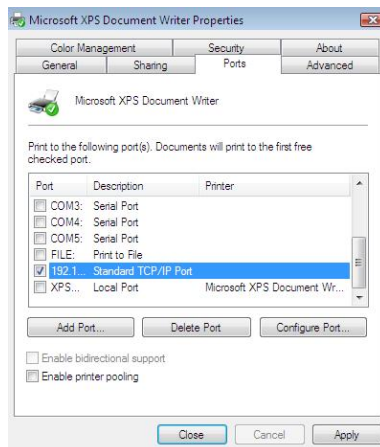 Microsoft XPS Document Writer Properties
Color Management Security About
General Sharing Ports Advanced
Microsoft XPS Document Writer
Print to the following port(s). Documents will print to the first free
checked port.
Port Description Printer
COM3: Serial Port
COM4: Serial Port
COM5: Serial Port
FILE: Print to File
192.1... Standard TCP/IP Port
XPS... Local Port Microsoft XPS Document Wr...
Add Port... Delete Port Configure Port...
Enable bidirectional support
Enable printer pooling
Close Cancel Apply